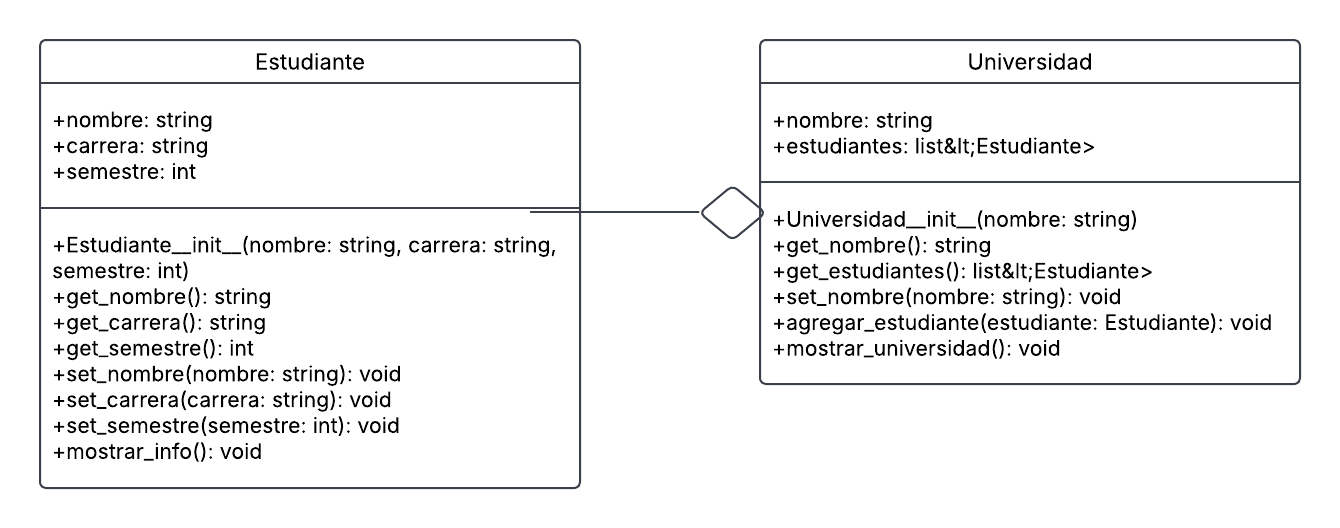 Estudiante
+nombre: string
+carrera: string
+semestre: int
+Estudiante__init__(nombre: string, carrera: string,
semestre: int)
+get_nombre(): string
+get_carrera(): string
+get_semestre(): int
+set_nombre(nombre: string): void
+set_carrera(carrera: string): void
+set_semestre(semestre: int): void
+mostrar_info(): void
Universidad
+nombre: string
+estudiantes: list&lt;Estudiante>
+Universidad__init__(nombre: string)
+get_nombre(): string
+get_estudiantes(): list&lt;Estudiante>
+set_nombre(nombre: string): void
+agregar_estudiante(estudiante: Estudiante): void
+mostrar_universidad(): void